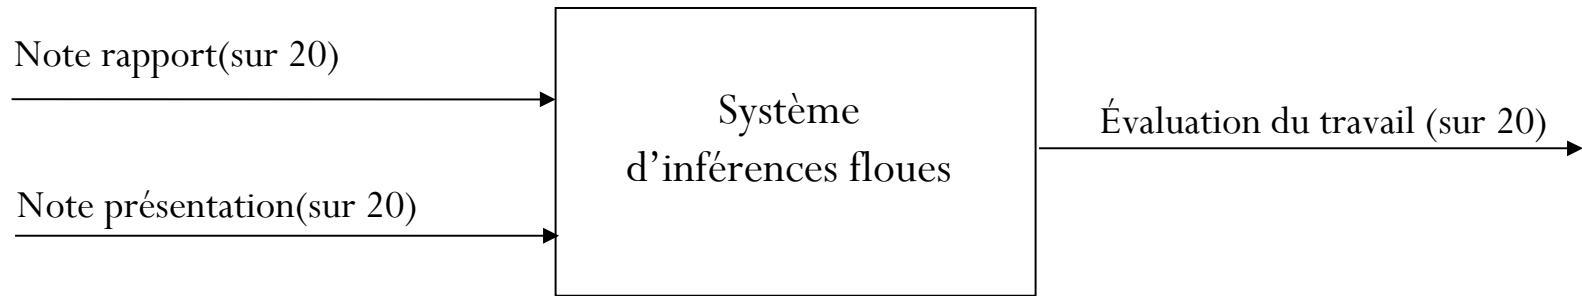 Note rapport(sur 20)
Note présentation(sur 20)
Système
d’inférences floues
Évaluation du travail (sur 20)